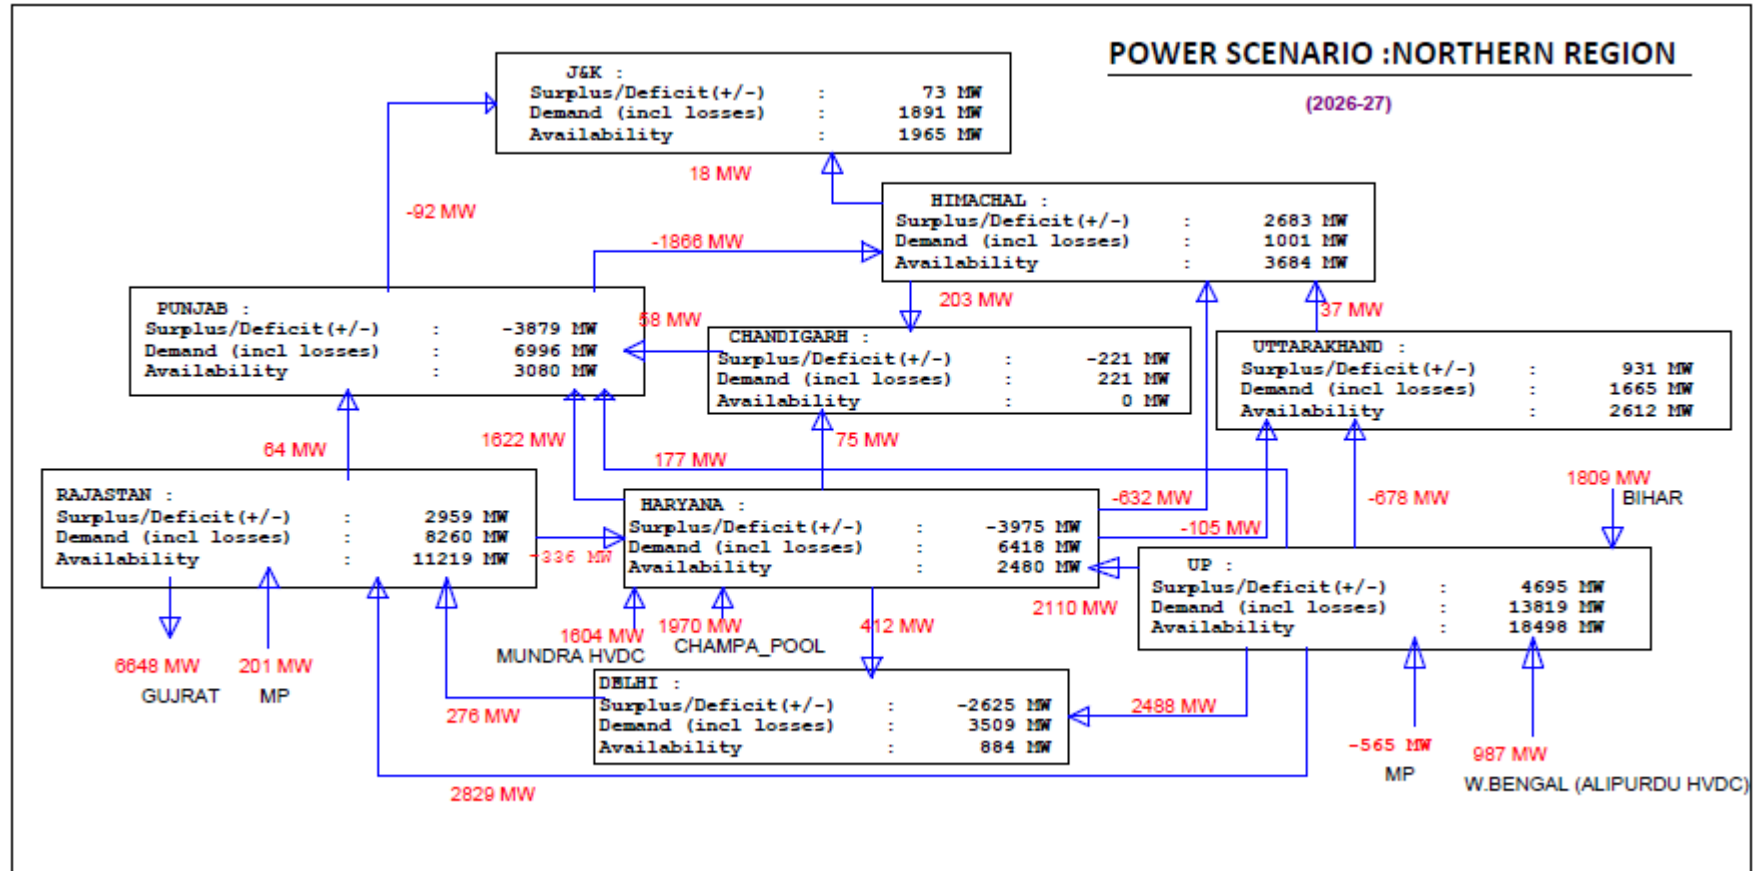 POWER SCENARIO :NORTHERN REGION
(2026-27)
J&K :
Surplus/Deficit(+/-) : 73 MW
Demand (incl losses) : 1891 MW
Availability : 1965 MW
18 MW
-92 MW
HIMACHAL :
Surplus/Deficit(+/-) : 2683 MW
Demand (incl losses) : 1001 MW
Availability : 3684 MW
-1866 MW
203 MW
37 MW
PUNJAB :
Surplus/Deficit(+/-) : -3879 MW
Demand (incl losses) : 6996 MW
Availability : 3080 MW
58 MW
CHANDIGARH :
Surplus/Deficit(+/-) : -221 MW
Demand (incl losses) : 221 MW
Availability : 0 MW
UTTARAKHAND :
Surplus/Deficit(+/-) : 931 MW
Demand (incl losses) : 1665 MW
Availability : 2612 MW
64 MW
1622 MW
75 MW
177 MW
RAJASTAN :
Surplus/Deficit(+/-) : 2959 MW
Demand (incl losses) : 8260 MW
Availability : 11219 MW
-336 MW
HARYANA :
Surplus/Deficit(+/-) : -3975 MW
Demand (incl losses) : 6418 MW
Availability : 2480 MW
-632 MW
-105 MW
-678 MW
1809 MW
BIHAR
UP :
Surplus/Deficit(+/-) : 4695 MW
Demand (incl losses) : 13819 MW
Availability : 18498 MW
2110 MW
6648 MW
GUJRAT
201 MW
MP
1604 MW
MUNDRA HVDC
1970 MW
CHAMPA_POOL
412 MW
DELHI :
Surplus/Deficit(+/-) : -2625 MW
Demand (incl losses) : 3509 MW
Availability : 884 MW
276 MW
2488 MW
-565 MW
MP
987 MW
W.BENGAL (ALIPURDU HVDC)
2829 MW